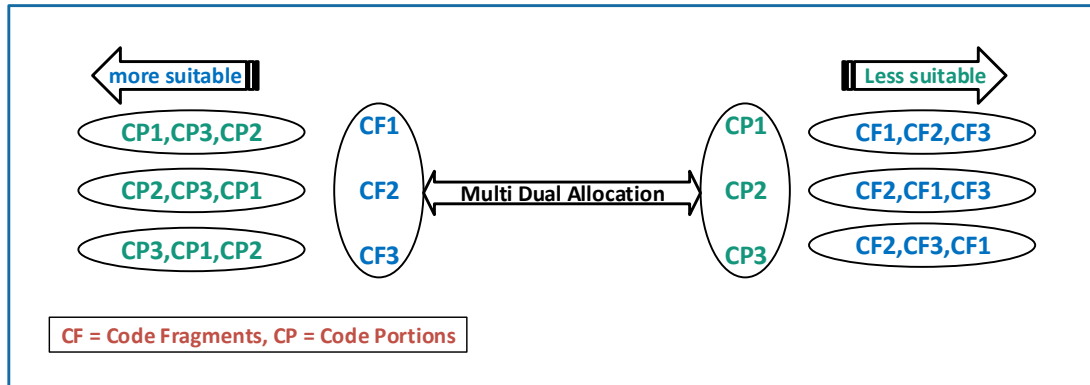 more suitable
Less suitable
CP1,CP3,CP2
CF1
CP1
CF1,CF2,CF3
CP2,CP3,CP1
CF2
Multi Dual Allocation
CP2
CF2,CF1,CF3
CP3,CP1,CP2
CF3
CP3
CF2,CF3,CF1
CF = Code Fragments, CP = Code Portions